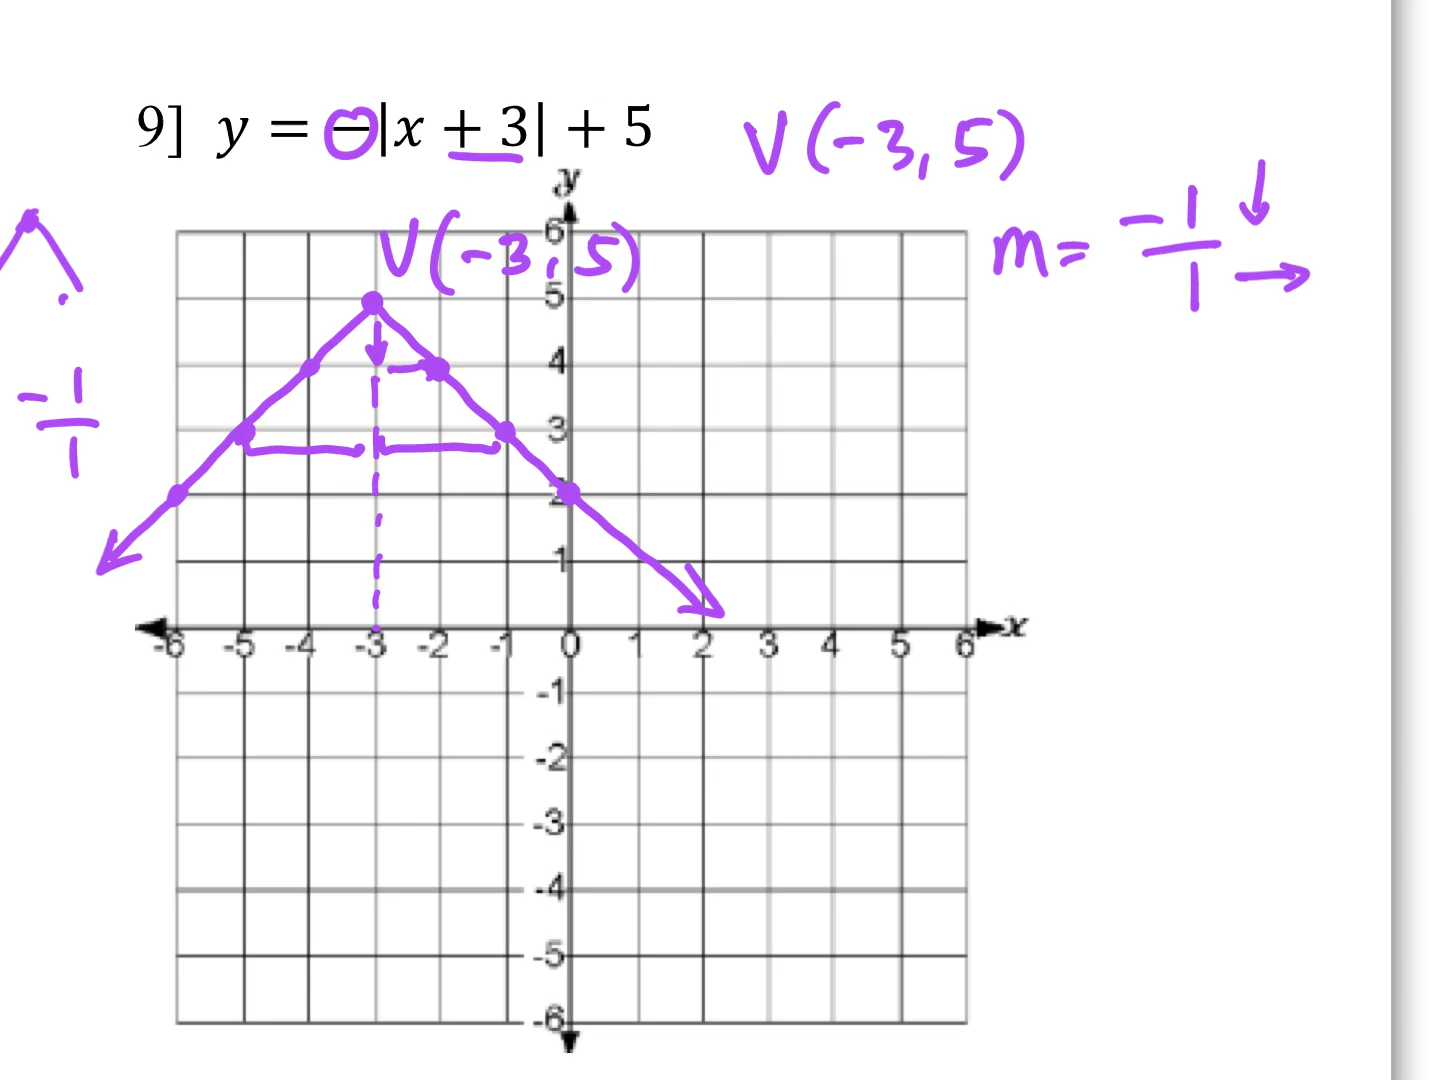 9] y = −|x + 3| + 5
V(-3, 5)
y
V(-3, 5)
m = -1/1
-1/1
6
5
4
3
2
1
-6 -5 -4 -3 -2 -1 0 1 2 3 4 5 6 x
-1
-2
-3
-4
-5
-6